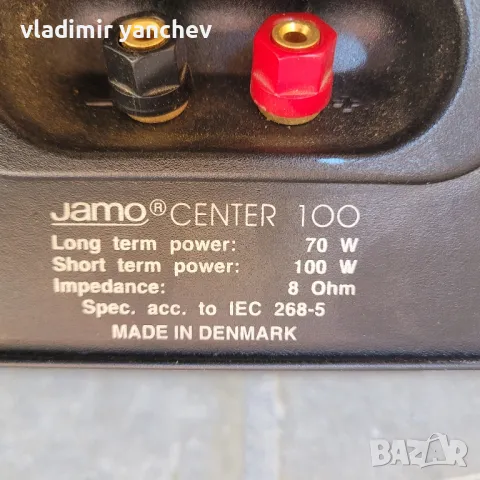 vladimir yanchev
Jamo® CENTER 100
Long term power: 70 W
Short term power: 100 W
Impedance: 8 Ohm
Spec. acc. to IEC 268-5
MADE IN DENMARK
BAZAR